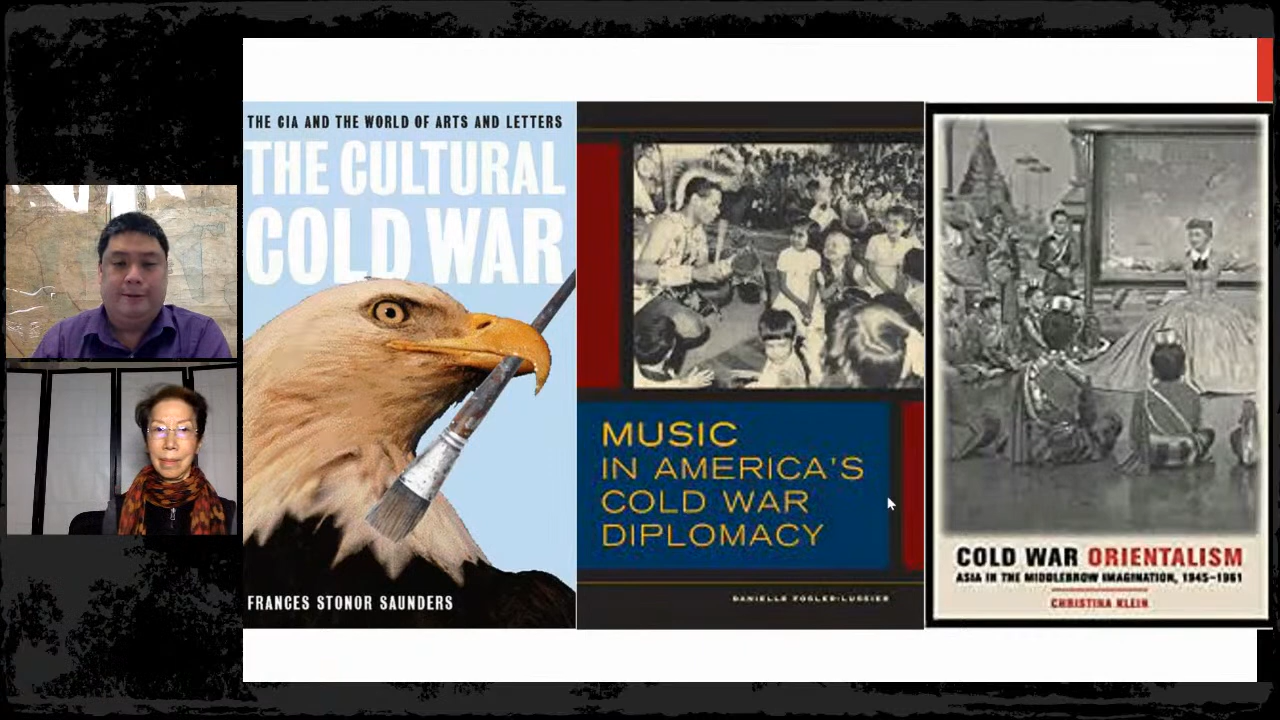 THE CIA AND THE WORLD OF ARTS AND LETTERS
THE CULTURAL
COLD WAR
FRANCES STONOR SAUNDERS
MUSIC
IN AMERICA'S
COLD WAR
DIPLOMACY
DANIELLE FOSLER-LUSSIER
COLD WAR ORIENTALISM
ASIA IN THE MIDDLEBROW IMAGINATION, 1945–1961
CHRISTINA KLEIN